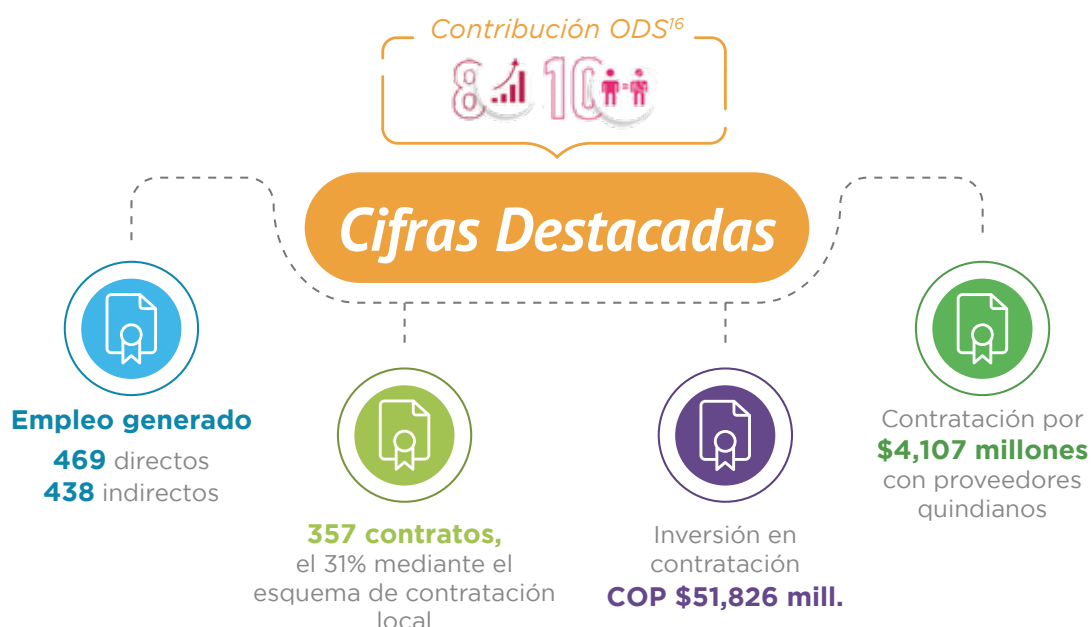 Contribución ODS16
8 10
Cifras Destacadas
Empleo generado
469 directos
438 indirectos
357 contratos,
el 31% mediante el
esquema de contratación
local
Inversión en
contratación
COP $51,826 mill.
Contratación por
$4,107 millones
con proveedores
quindianos